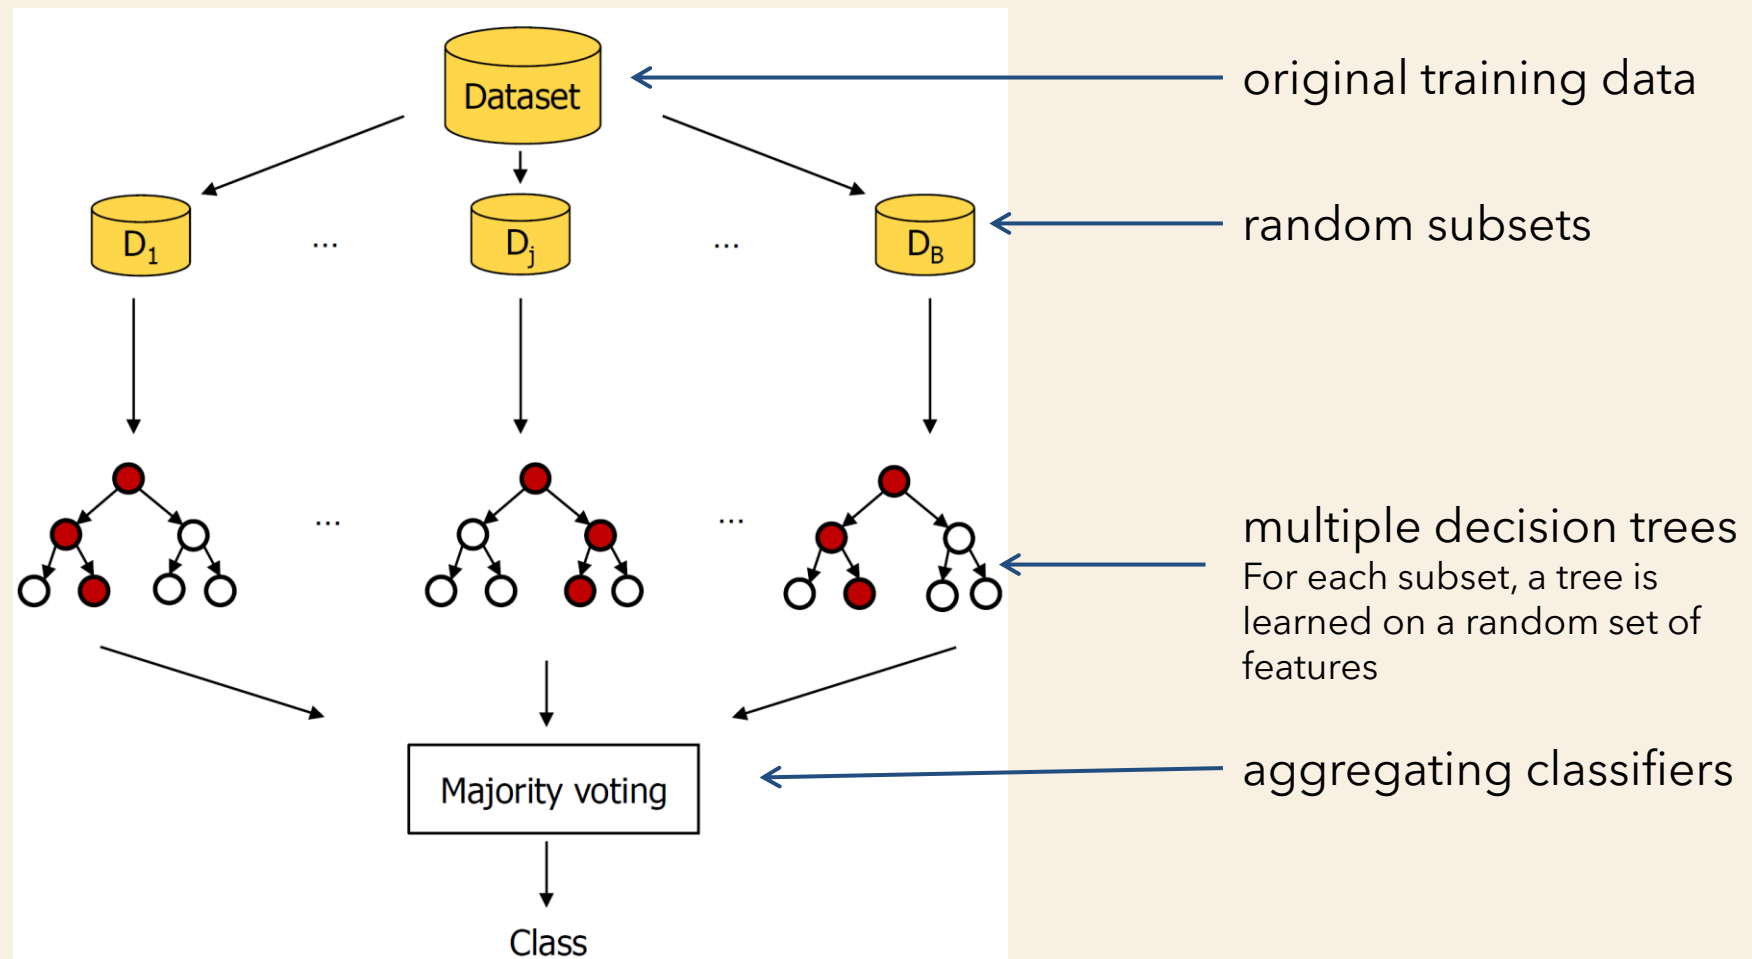 Dataset
original training data
D1
...
Dj
...
DB
random subsets
...
...
multiple decision trees
For each subset, a tree is
learned on a random set of
features
Majority voting
aggregating classifiers
Class